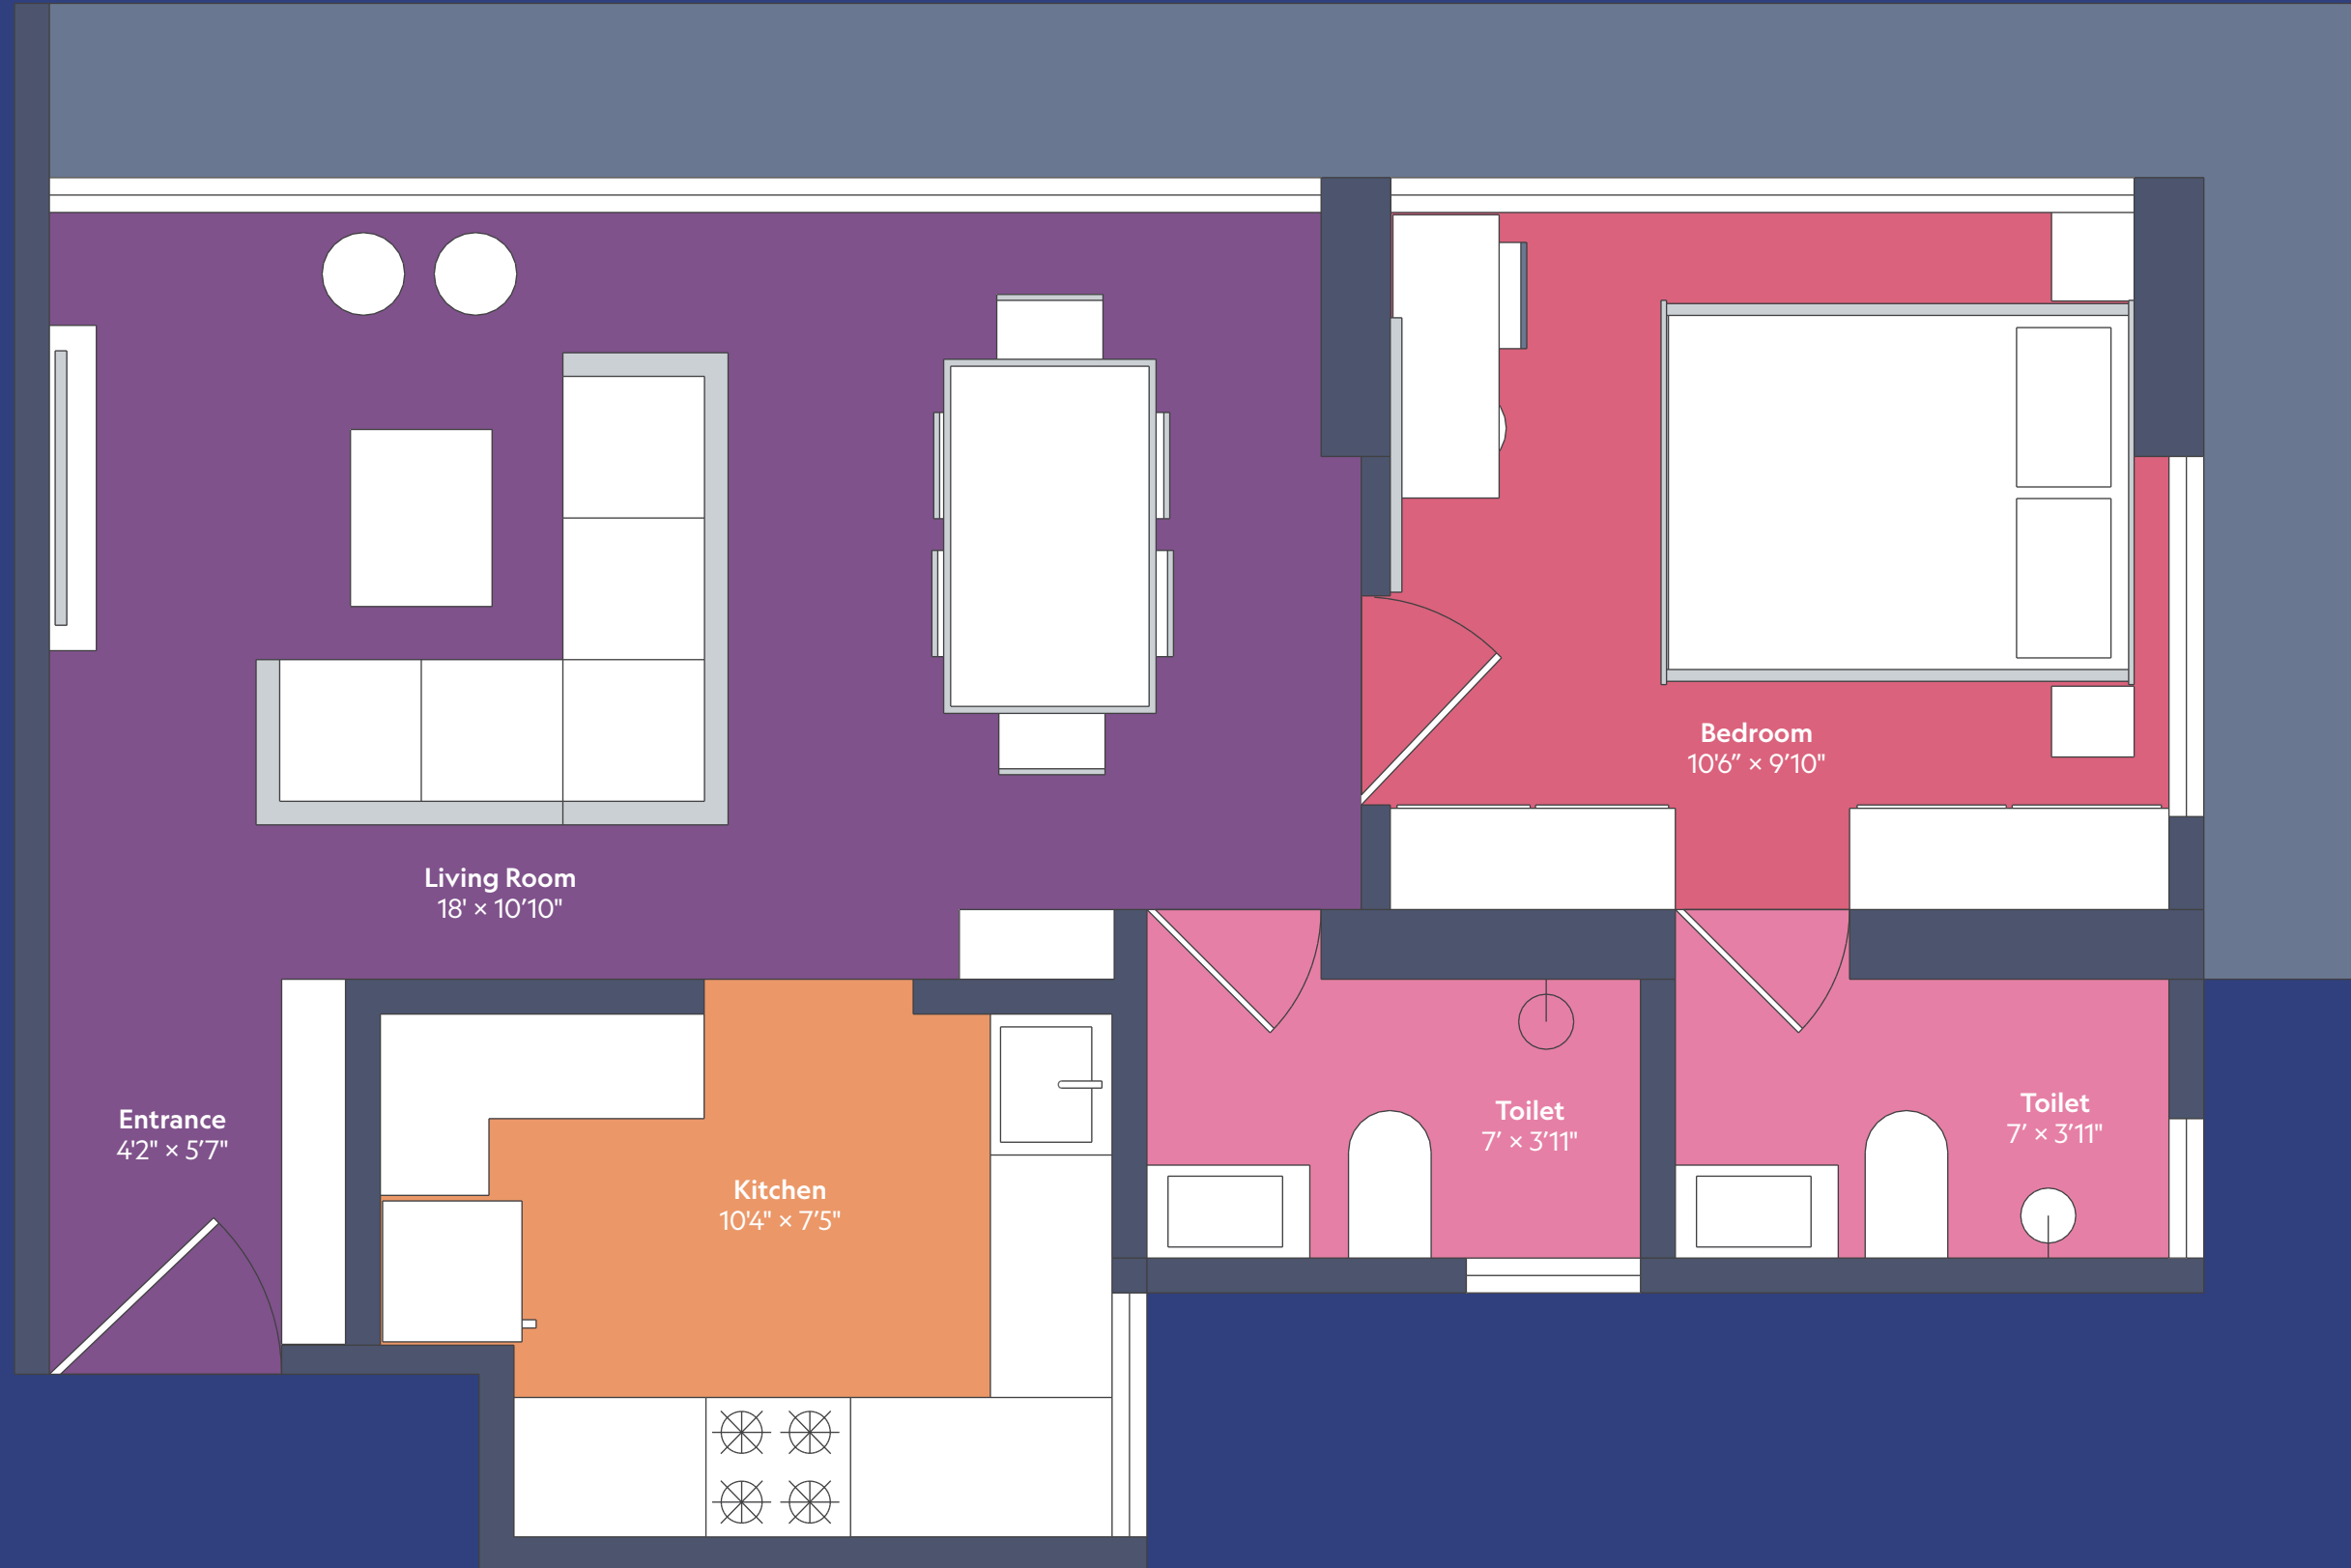 Bedroom
10'6” × 9’10"
Living Room
18' × 10’10"
Entrance
4'2" × 5’7"
Kitchen
10'4" × 7’5"
Toilet
7’ × 3’11"
Toilet
7’ × 3’11"